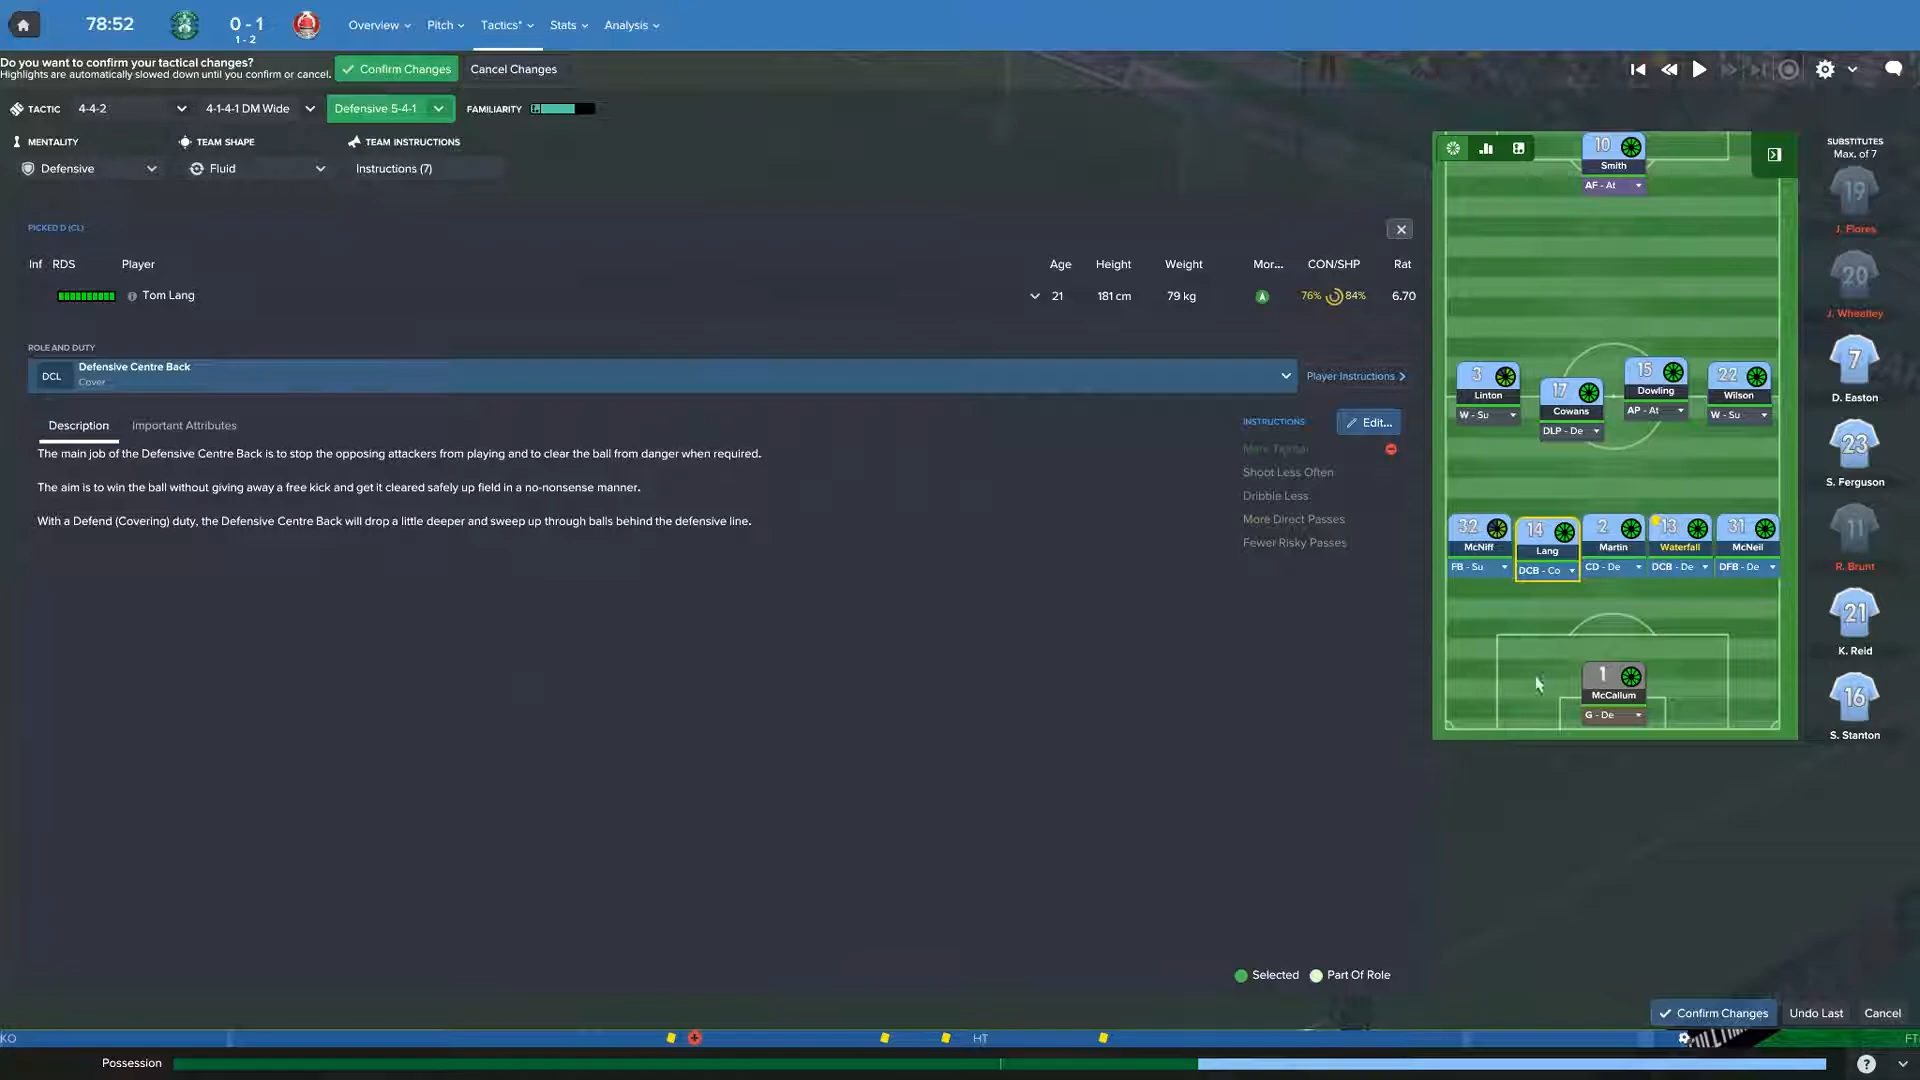 78:52
0 - 1
1 - 2
Overview
Pitch
Tactics*
Stats
Analysis
Do you want to confirm your tactical changes?
Highlights are automatically slowed down until you confirm or cancel.
Confirm Changes
Cancel Changes
TACTIC
4-4-2
4-1-4-1 DM Wide
Defensive 5-4-1
FAMILIARITY
MENTALITY
TEAM SHAPE
TEAM INSTRUCTIONS
Defensive
Fluid
Instructions (7)
PICKED D (CL)
Inf RDS Player Age Height Weight Mor... CON/SHP Rat
Tom Lang 21 181 cm 79 kg 76% 84% 6.70
ROLE AND DUTY
DCL
Defensive Centre Back
Cover
Player Instructions
Description
Important Attributes
The main job of the Defensive Centre Back is to stop the opposing attackers from playing and to clear the ball from danger when required.
The aim is to win the ball without giving away a free kick and get it cleared safely up field in a no-nonsense manner.
With a Defend (Covering) duty, the Defensive Centre Back will drop a little deeper and sweep up through balls behind the defensive line.
INSTRUCTIONS
Edit...
Mark Tighter
Shoot Less Often
Dribble Less
More Direct Passes
Fewer Risky Passes
Selected
Part Of Role
10
Smith
AF - At
3
Linton
W - Su
17
Cowans
DLP - De
15
Dowling
AP - At
22
Wilson
W - Su
32
McNiff
FB - Su
14
Lang
DCB - Co
2
Martin
CD - De
13
Waterfall
DCB - De
31
McNeil
DFB - De
1
McCallum
G - De
SUBSTITUTES
Max. of 7
19
J. Flores
20
J. Wheatley
7
D. Easton
23
S. Ferguson
11
R. Brunt
21
K. Reid
16
S. Stanton
Confirm Changes
Undo Last
Cancel
KO
HT
FT
Possession
?